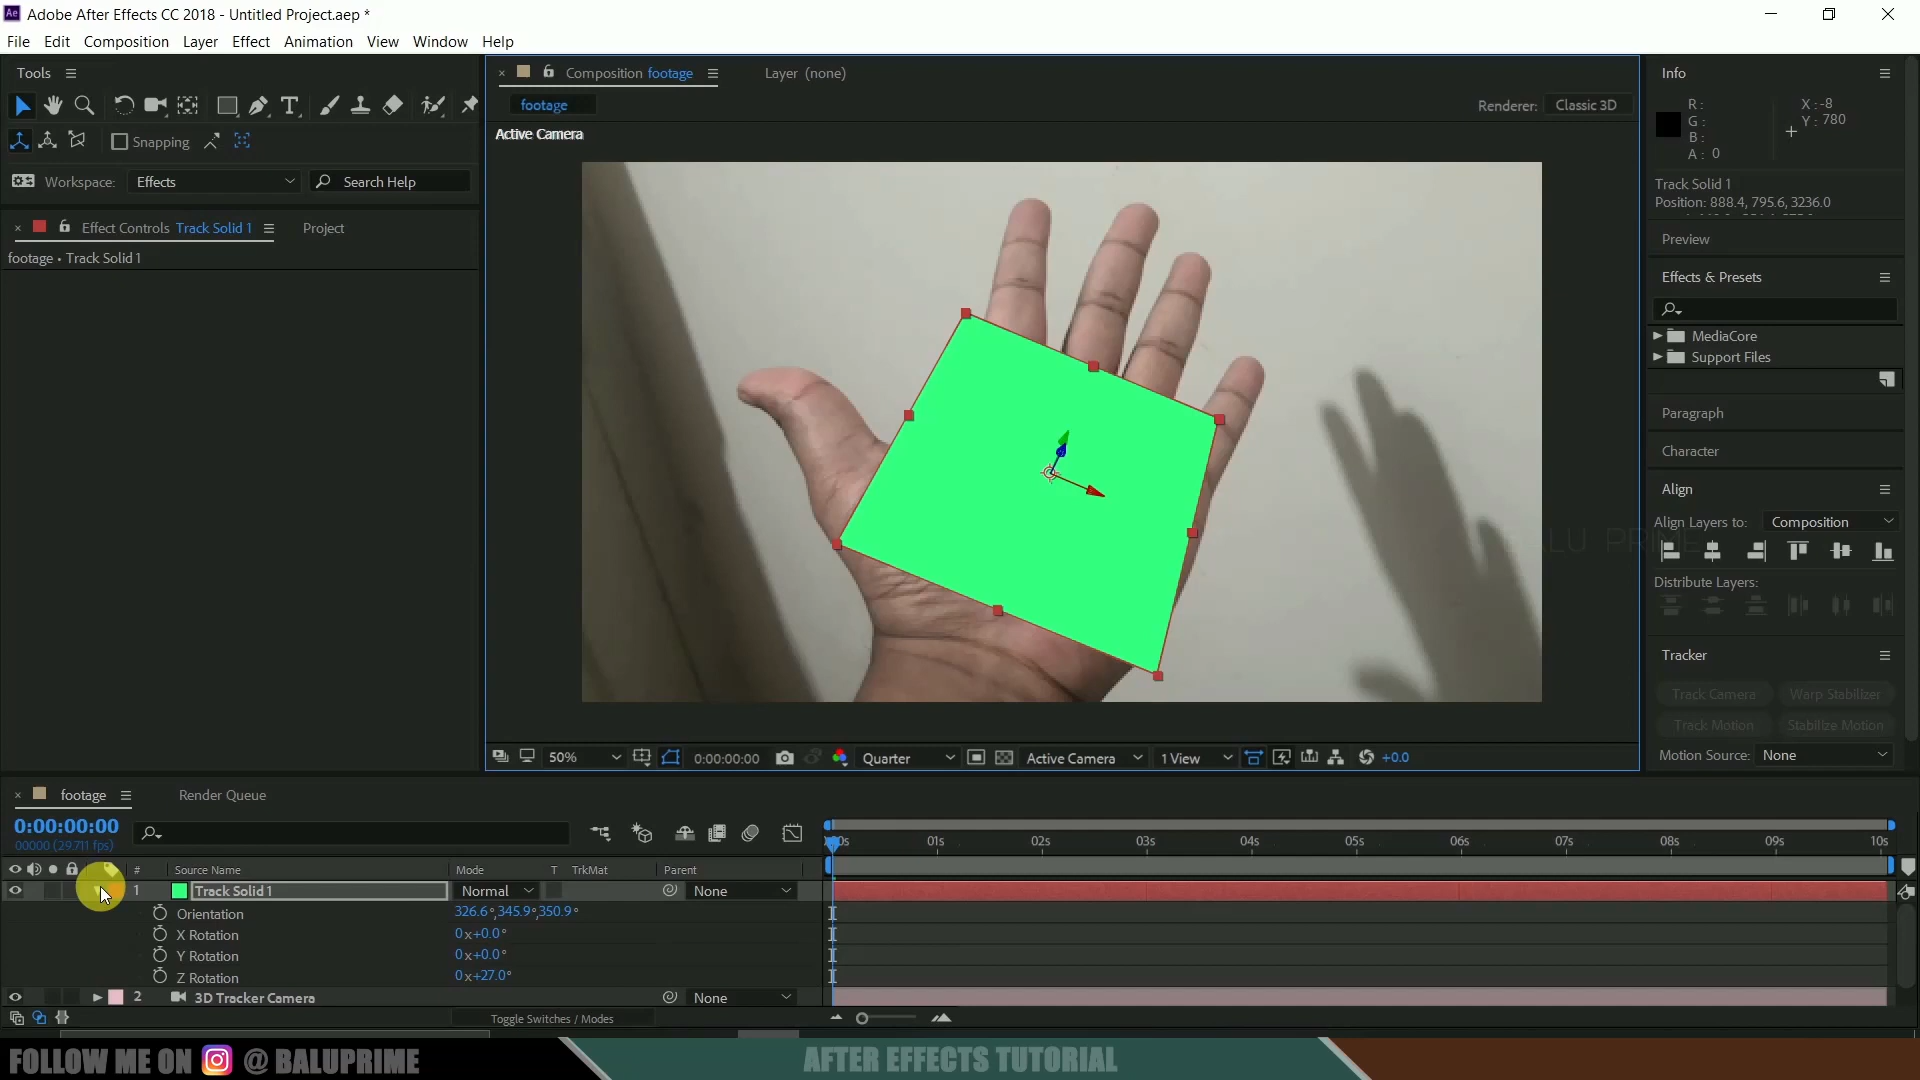 Adobe After Effects CC 2018 - Untitled Project.aep *
File Edit Composition Layer Effect Animation View Window Help
Tools
Snapping
Workspace: Effects Search Help
Effect Controls Track Solid 1 Project
footage • Track Solid 1
Composition footage Layer (none)
footage Renderer: Classic 3D
Active Camera
50% 0:00:00:00 Quarter Active Camera 1 View +0.0
Info
R: X: -8
G: Y: 780
B:
A: 0
Track Solid 1
Position: 888.4, 795.6, 3236.0
Preview
Effects & Presets
MediaCore
Support Files
Paragraph
Character
Align
Align Layers to: Composition
BALU PRIME
Distribute Layers:
Tracker
Track Camera Warp Stabilizer
Track Motion Stabilize Motion
Motion Source: None
footage Render Queue
0:00:00:00
00000 (29.711 fps)
01s 02s 03s 04s 05s 06s 07s 08s 09s 10s
# Source Name Mode T TrkMat Parent
1 Track Solid 1 Normal None
Orientation 326.6°,345.9°,350.9°
X Rotation 0x+0.0°
Y Rotation 0x+0.0°
Z Rotation 0x+27.0°
2 3D Tracker Camera None
Toggle Switches / Modes
FOLLOW ME ON @ BALUPRIME
AFTER EFFECTS TUTORIAL